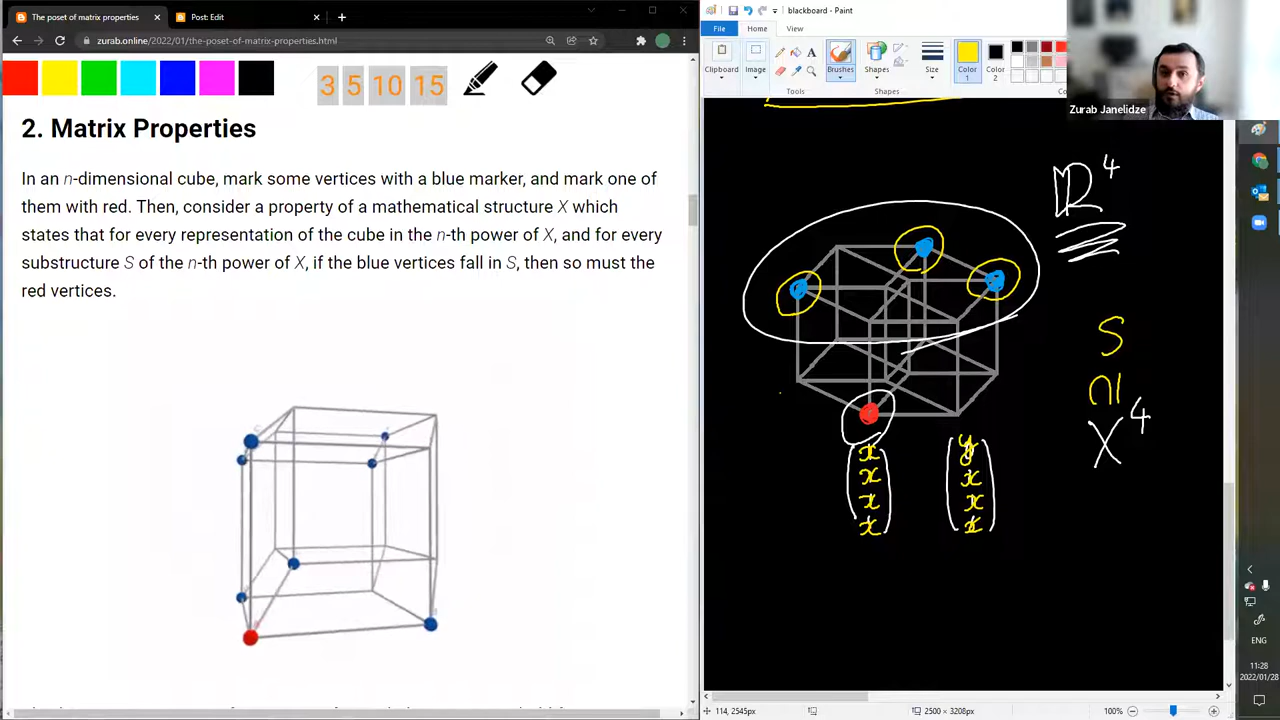 The poset of matrix properties
Post: Edit
zurab.online/2022/01/the-poset-of-matrix-properties.html
3 5 10 15
2. Matrix Properties
In an n-dimensional cube, mark some vertices with a blue marker, and mark one of
them with red. Then, consider a property of a mathematical structure X which
states that for every representation of the cube in the n-th power of X, and for every
substructure S of the n-th power of X, if the blue vertices fall in S, then so must the
red vertices.
blackboard - Paint
File Home View
Clipboard
Image
Tools
Brushes
Shapes
Shapes
Size
Color 1
Color 2
Zurab Janelidze
ℝ⁴
S
∩|
X⁴
x y
x x
x x
x x
114, 2545px
2500 × 3208px
100%
ENG
11:28
2022/01/28